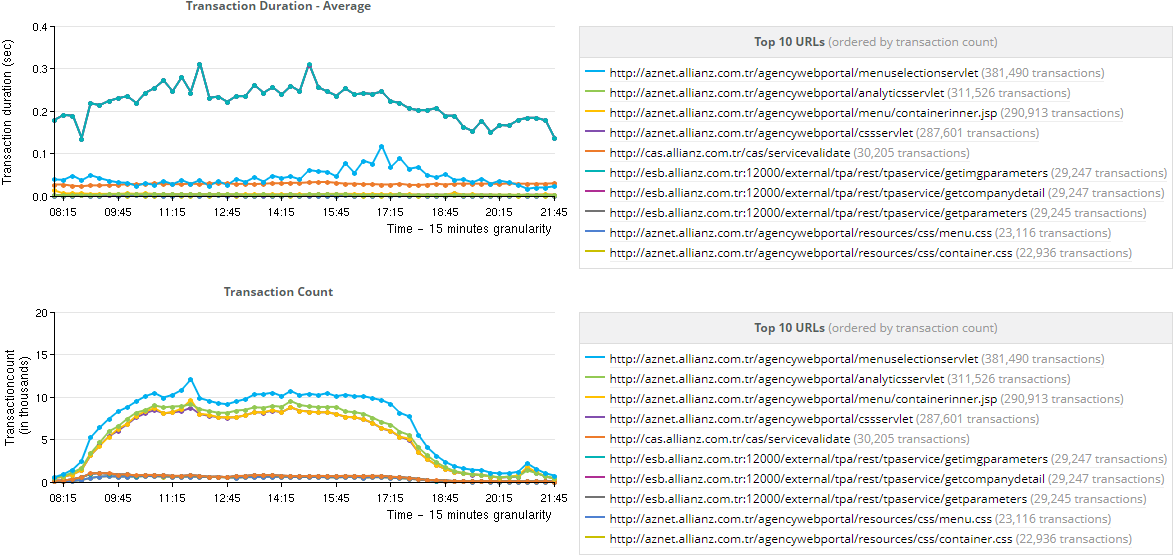 Transaction Duration - Average
Transaction duration (sec)
0.4
0.3
0.2
0.1
0.0
08:15 09:45 11:15 12:45 14:15 15:45 17:15 18:45 20:15 21:45
Time - 15 minutes granularity
Top 10 URLs (ordered by transaction count)
http://aznet.allianz.com.tr/agencywebportal/menuselectionservlet (381,490 transactions)
http://aznet.allianz.com.tr/agencywebportal/analyticsservlet (311,526 transactions)
http://aznet.allianz.com.tr/agencywebportal/menu/containerinner.jsp (290,913 transactions)
http://aznet.allianz.com.tr/agencywebportal/cssservlet (287,601 transactions)
http://cas.allianz.com.tr/cas/servicevalidate (30,205 transactions)
http://esb.allianz.com.tr:12000/external/tpa/rest/tpaservice/getimgparameters (29,247 transactions)
http://esb.allianz.com.tr:12000/external/tpa/rest/tpaservice/getcompanydetail (29,247 transactions)
http://esb.allianz.com.tr:12000/external/tpa/rest/tpaservice/getparameters (29,245 transactions)
http://aznet.allianz.com.tr/agencywebportal/resources/css/menu.css (23,116 transactions)
http://aznet.allianz.com.tr/agencywebportal/resources/css/container.css (22,936 transactions)
Transaction Count
Transactioncount
(in thousands)
20
15
10
5
0
08:15 09:45 11:15 12:45 14:15 15:45 17:15 18:45 20:15 21:45
Time - 15 minutes granularity
Top 10 URLs (ordered by transaction count)
http://aznet.allianz.com.tr/agencywebportal/menuselectionservlet (381,490 transactions)
http://aznet.allianz.com.tr/agencywebportal/analyticsservlet (311,526 transactions)
http://aznet.allianz.com.tr/agencywebportal/menu/containerinner.jsp (290,913 transactions)
http://aznet.allianz.com.tr/agencywebportal/cssservlet (287,601 transactions)
http://cas.allianz.com.tr/cas/servicevalidate (30,205 transactions)
http://esb.allianz.com.tr:12000/external/tpa/rest/tpaservice/getimgparameters (29,247 transactions)
http://esb.allianz.com.tr:12000/external/tpa/rest/tpaservice/getcompanydetail (29,247 transactions)
http://esb.allianz.com.tr:12000/external/tpa/rest/tpaservice/getparameters (29,245 transactions)
http://aznet.allianz.com.tr/agencywebportal/resources/css/menu.css (23,116 transactions)
http://aznet.allianz.com.tr/agencywebportal/resources/css/container.css (22,936 transactions)